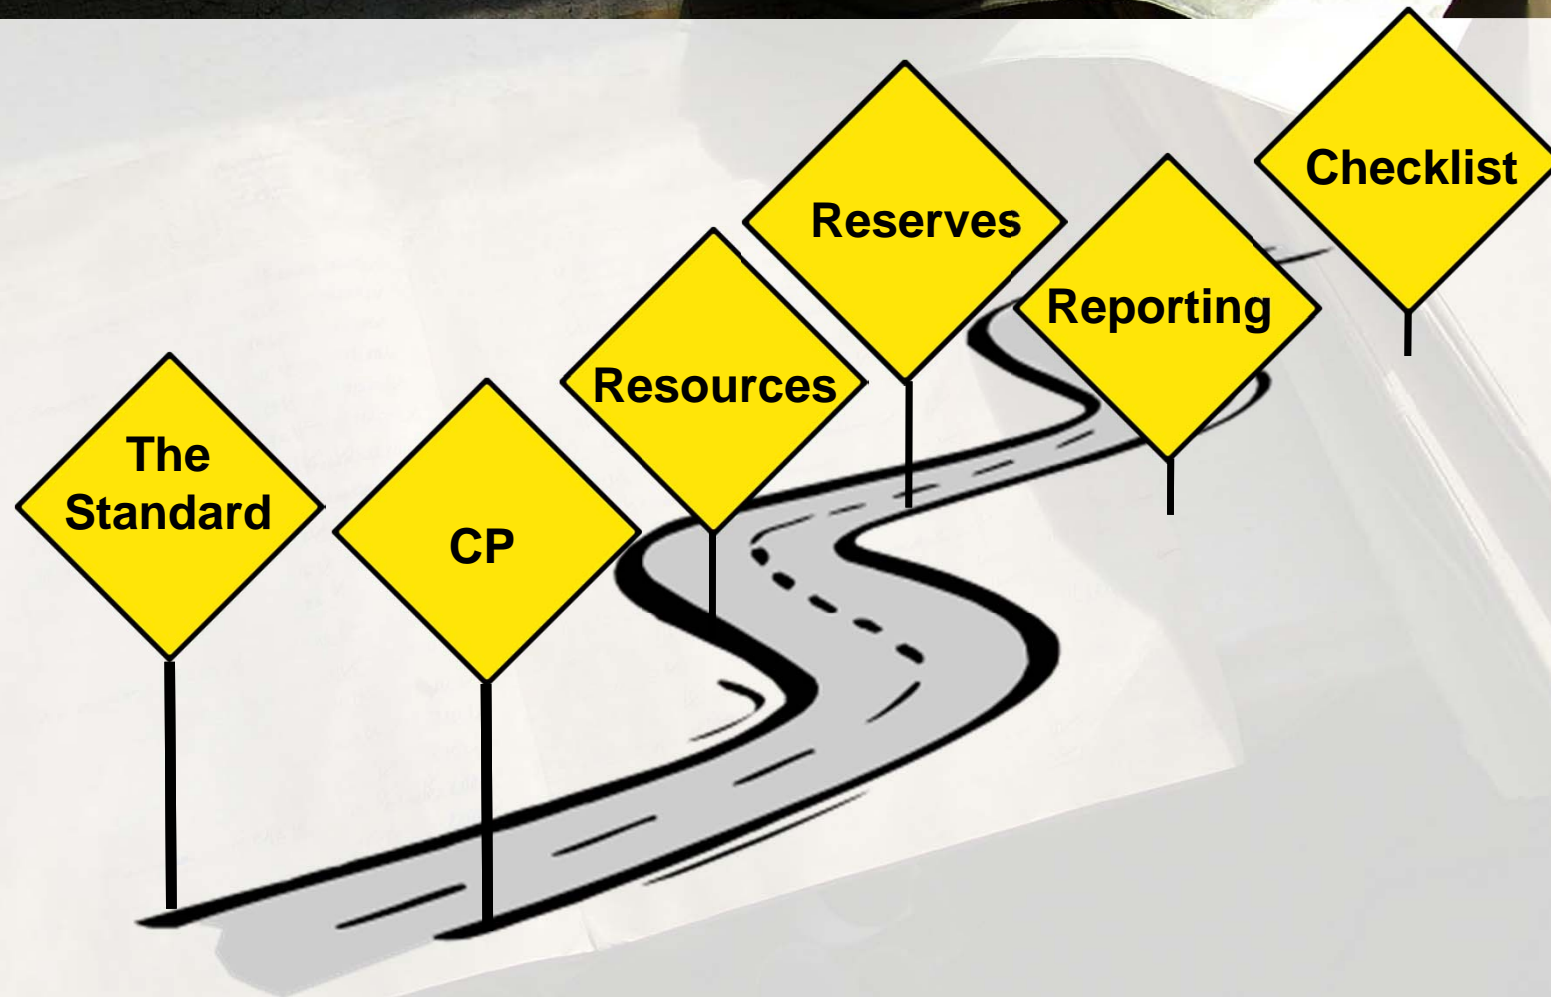 The
Standard
CP
Resources
Reserves
Reporting
Checklist